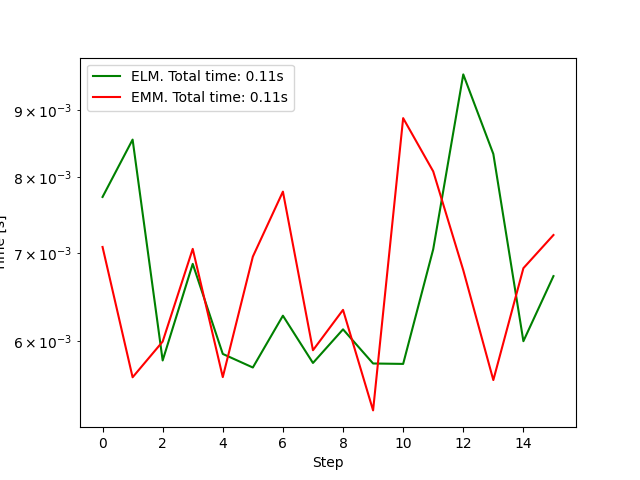 ELM. Total time: 0.11s
EMM. Total time: 0.11s
9 × 10⁻³
8 × 10⁻³
7 × 10⁻³
6 × 10⁻³
[s]
0 2 4 6 8 10 12 14
Step